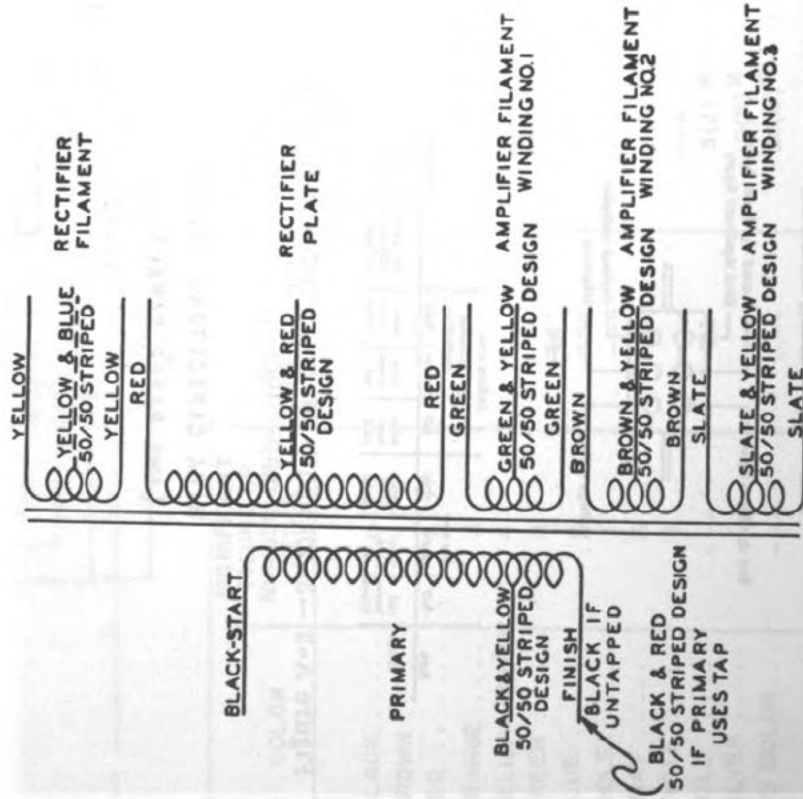 YELLOW
YELLOW & BLUE
50/50 STRIPED
RECTIFIER
FILAMENT
YELLOW
RED
YELLOW & RED
50/50 STRIPED
DESIGN
RECTIFIER
PLATE
RED
GREEN
GREEN & YELLOW
50/50 STRIPED DESIGN
AMPLIFIER FILAMENT
WINDING NO.1
GREEN
BROWN
BROWN & YELLOW
50/50 STRIPED DESIGN
AMPLIFIER FILAMENT
WINDING NO.2
BROWN
SLATE
SLATE & YELLOW
50/50 STRIPED DESIGN
AMPLIFIER FILAMENT
WINDING NO.3
SLATE
BLACK-START
PRIMARY
BLACK & YELLOW
50/50 STRIPED
DESIGN
FINISH
BLACK IF
UNTAPPED
BLACK & RED
50/50 STRIPED DESIGN
IF PRIMARY
USES TAP